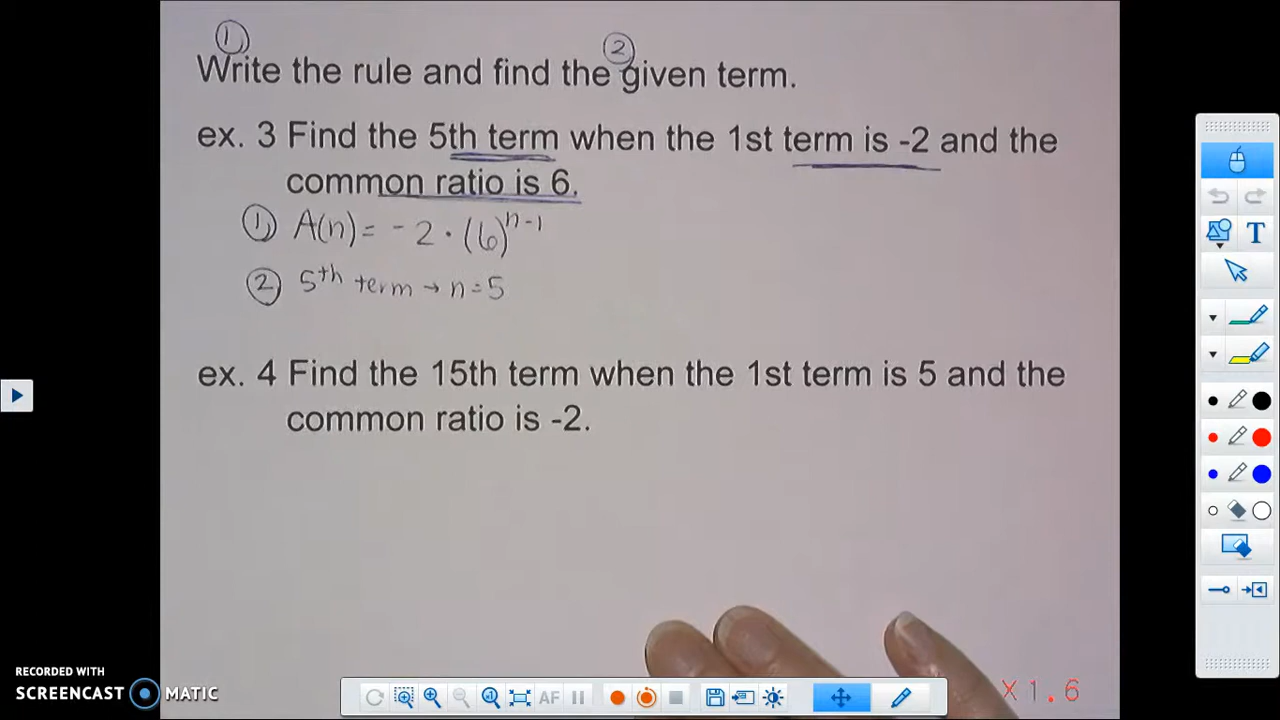 ①
②
Write the rule and find the given term.
ex. 3 Find the 5th term when the 1st term is -2 and the
common ratio is 6.
① A(n) = -2 · (6)^{n-1}
② 5^{th} term → n = 5
ex. 4 Find the 15th term when the 1st term is 5 and the
common ratio is -2.
T
RECORDED WITH
SCREENCAST MATIC
AF
X 1.6